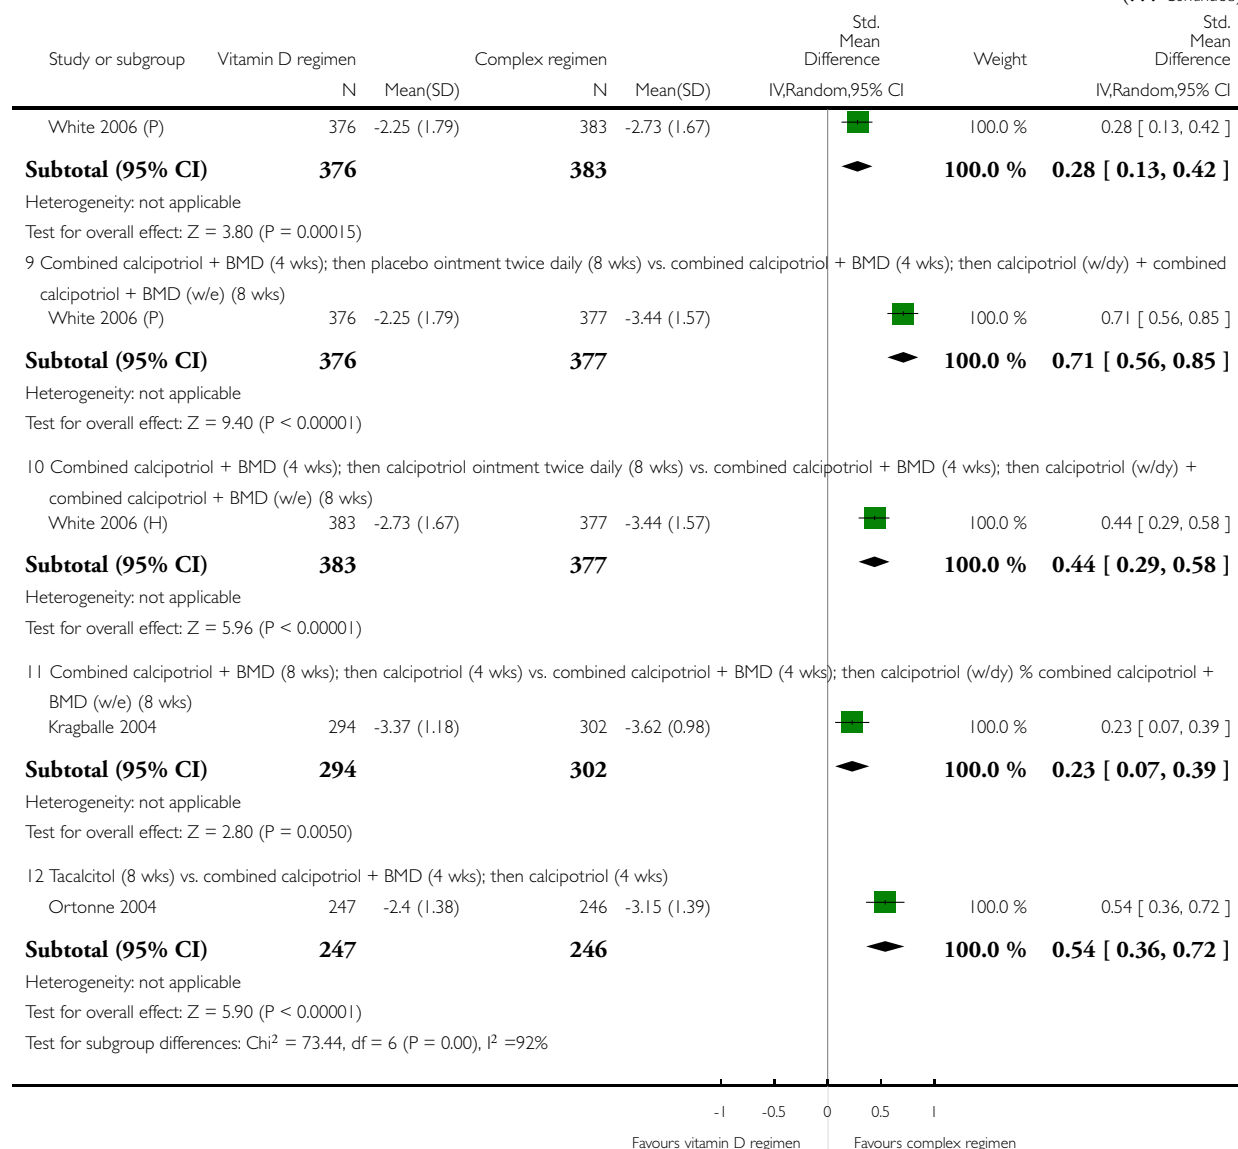 Continued)
Std. Mean Difference Std. Mean Difference
Study or subgroup Vitamin D regimen Complex regimen Weight
N Mean(SD) N Mean(SD) IV,Random,95% CI IV,Random,95% CI
White 2006 (P) 376 -2.25 (1.79) 383 -2.73 (1.67) 100.0 % 0.28 [ 0.13, 0.42 ]
Subtotal (95% CI) 376 383 100.0 % 0.28 [ 0.13, 0.42 ]
Heterogeneity: not applicable
Test for overall effect: Z = 3.80 (P = 0.00015)
9 Combined calcipotriol + BMD (4 wks); then placebo ointment twice daily (8 wks) vs. combined calcipotriol + BMD (4 wks); then calcipotriol (w/dy) + combined
calcipotriol + BMD (w/e) (8 wks)
White 2006 (P) 376 -2.25 (1.79) 377 -3.44 (1.57) 100.0 % 0.71 [ 0.56, 0.85 ]
Subtotal (95% CI) 376 377 100.0 % 0.71 [ 0.56, 0.85 ]
Heterogeneity: not applicable
Test for overall effect: Z = 9.40 (P < 0.00001)
10 Combined calcipotriol + BMD (4 wks); then calcipotriol ointment twice daily (8 wks) vs. combined calcipotriol + BMD (4 wks); then calcipotriol (w/dy) +
combined calcipotriol + BMD (w/e) (8 wks)
White 2006 (H) 383 -2.73 (1.67) 377 -3.44 (1.57) 100.0 % 0.44 [ 0.29, 0.58 ]
Subtotal (95% CI) 383 377 100.0 % 0.44 [ 0.29, 0.58 ]
Heterogeneity: not applicable
Test for overall effect: Z = 5.96 (P < 0.00001)
11 Combined calcipotriol + BMD (8 wks); then calcipotriol (4 wks) vs. combined calcipotriol + BMD (4 wks); then calcipotriol (w/dy) % combined calcipotriol +
BMD (w/e) (8 wks)
Kragballe 2004 294 -3.37 (1.18) 302 -3.62 (0.98) 100.0 % 0.23 [ 0.07, 0.39 ]
Subtotal (95% CI) 294 302 100.0 % 0.23 [ 0.07, 0.39 ]
Heterogeneity: not applicable
Test for overall effect: Z = 2.80 (P = 0.0050)
12 Tacalcitol (8 wks) vs. combined calcipotriol + BMD (4 wks); then calcipotriol (4 wks)
Ortonne 2004 247 -2.4 (1.38) 246 -3.15 (1.39) 100.0 % 0.54 [ 0.36, 0.72 ]
Subtotal (95% CI) 247 246 100.0 % 0.54 [ 0.36, 0.72 ]
Heterogeneity: not applicable
Test for overall effect: Z = 5.90 (P < 0.00001)
Test for subgroup differences: Chi² = 73.44, df = 6 (P = 0.00), I² =92%
-1 -0.5 0 0.5 1
Favours vitamin D regimen Favours complex regimen